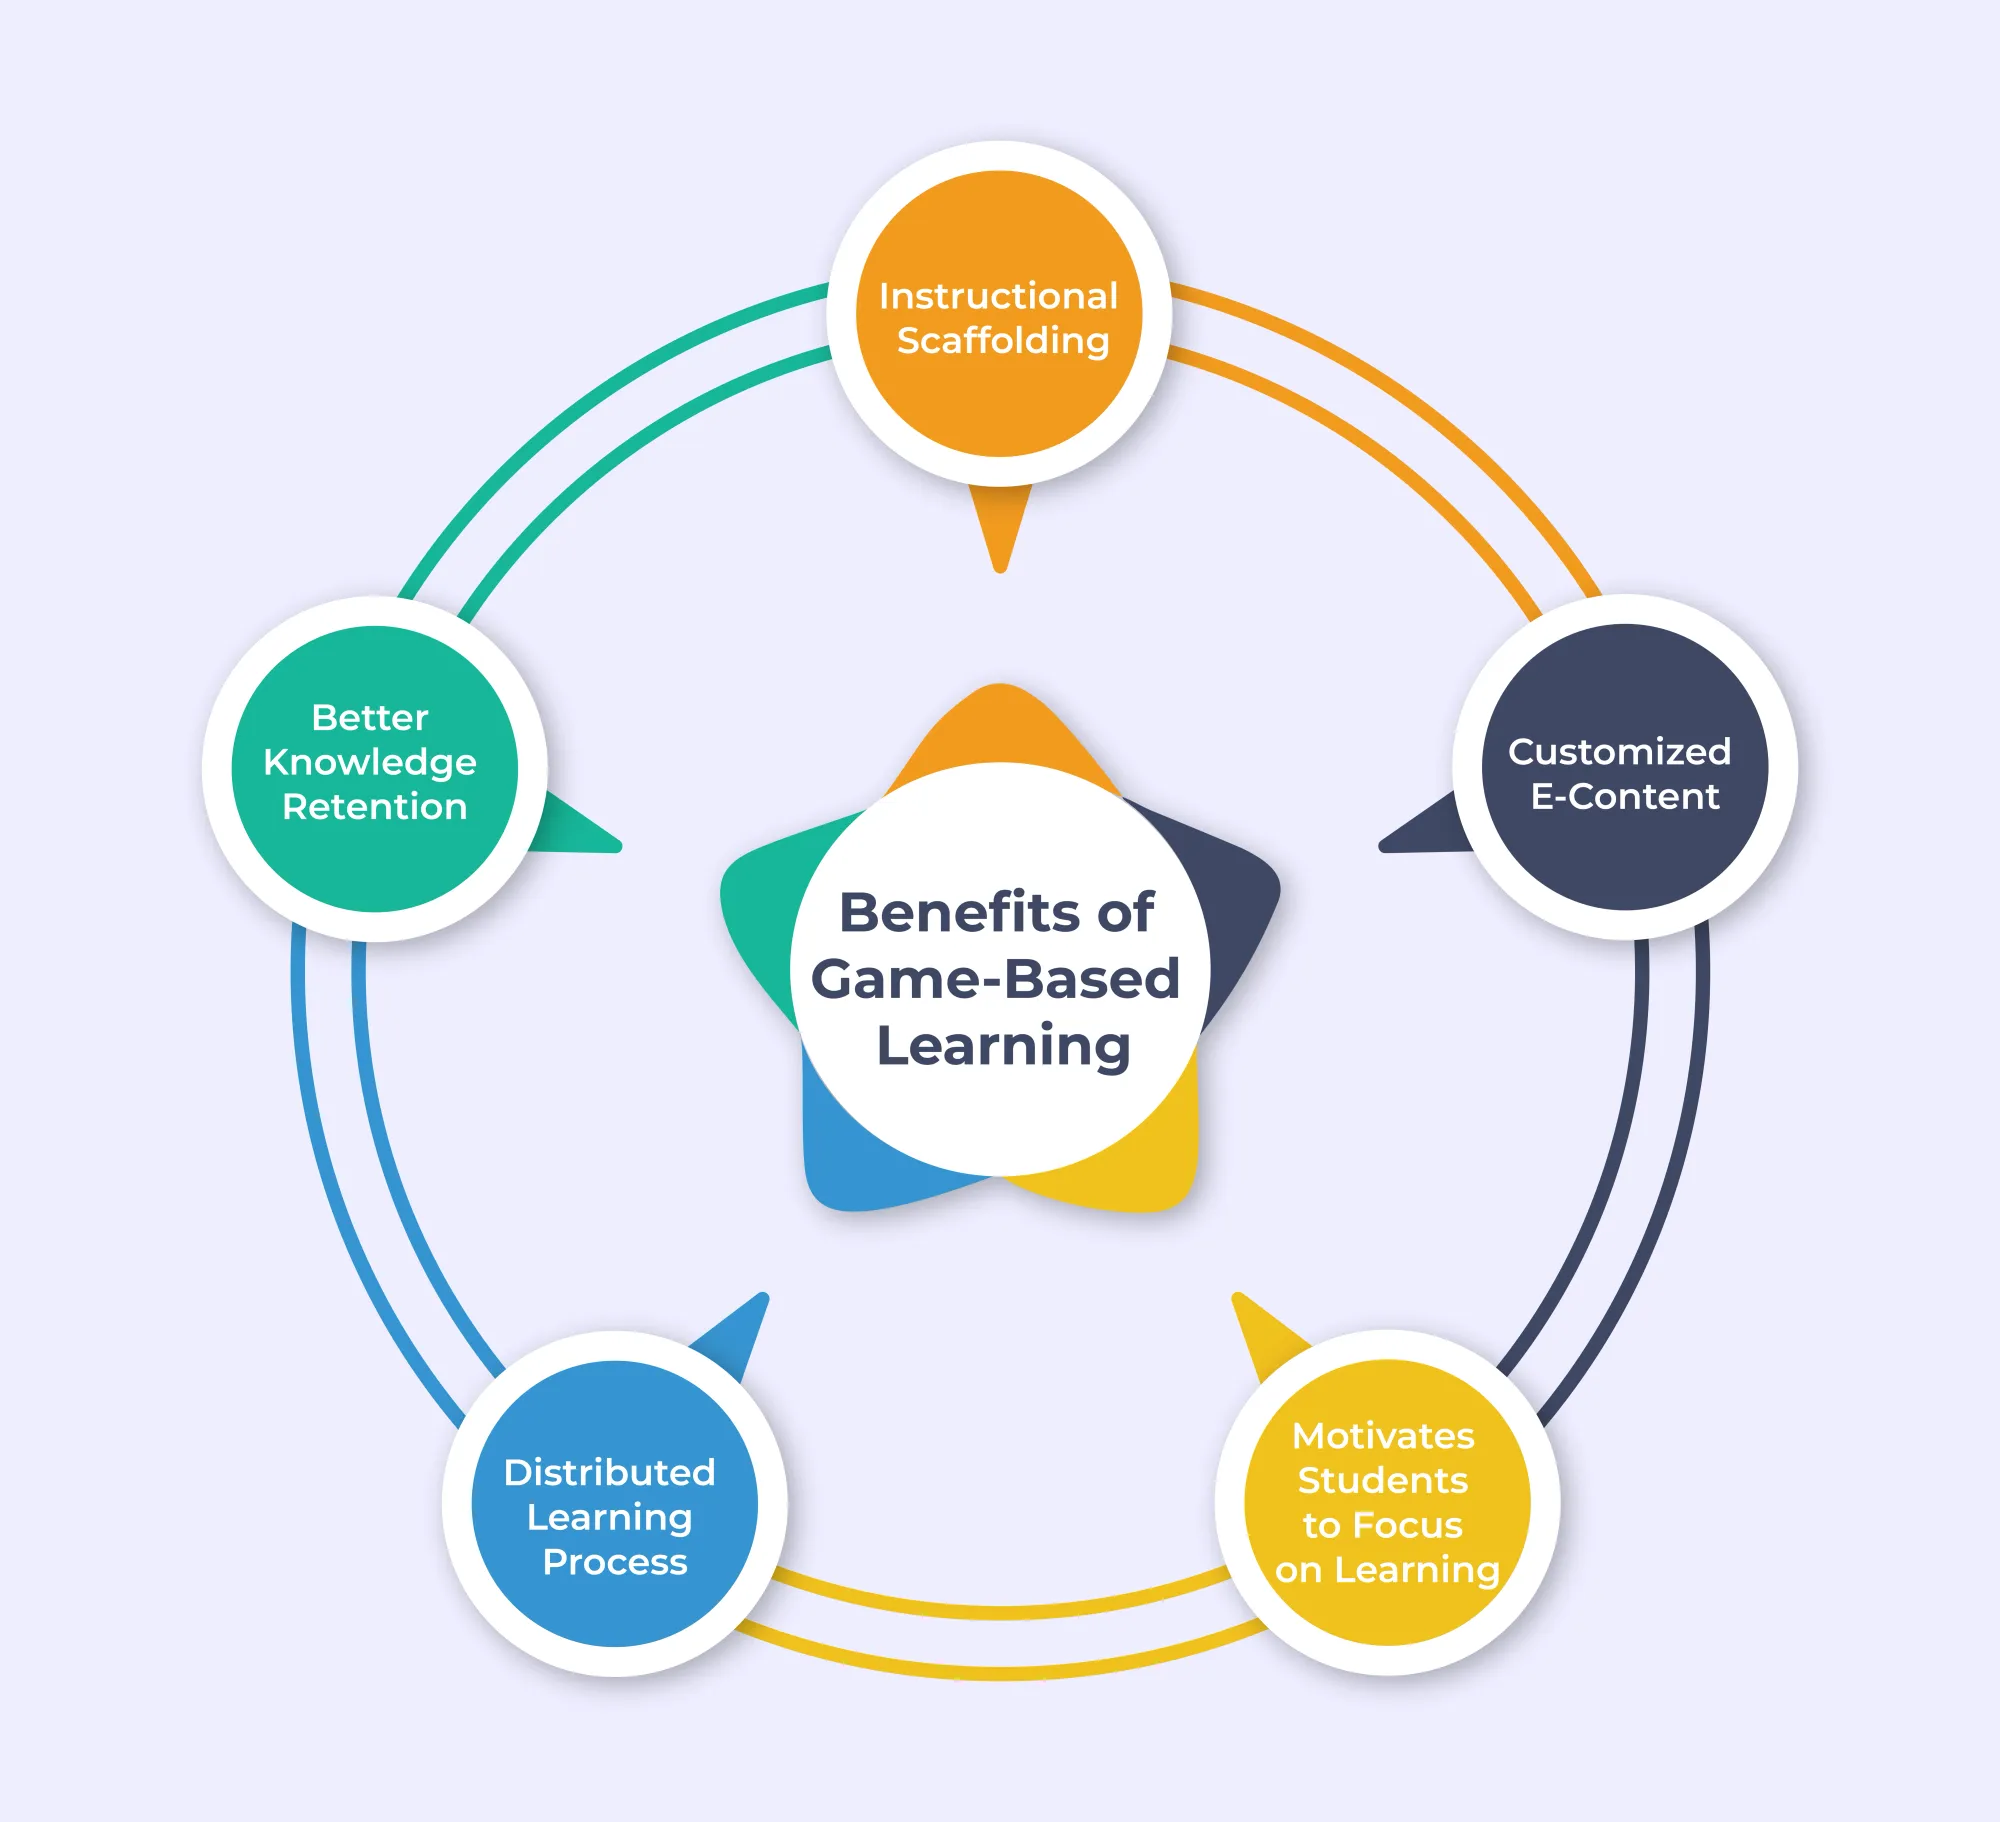 Instructional
Scaffolding
Better
Knowledge
Retention
Customized
E-Content
Benefits of
Game-Based
Learning
Distributed
Learning
Process
Motivates
Students
to Focus
on Learning